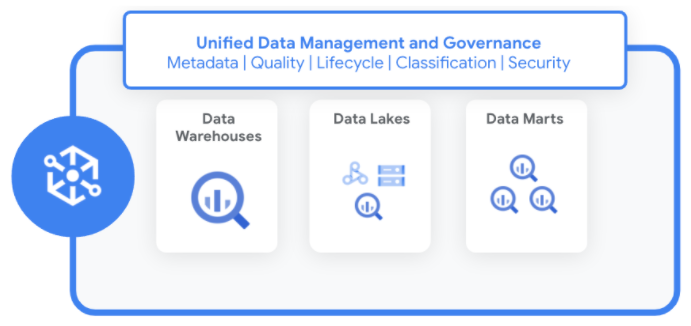 Unified Data Management and Governance
Metadata | Quality | Lifecycle | Classification | Security
Data
Warehouses
Data Lakes
Data Marts